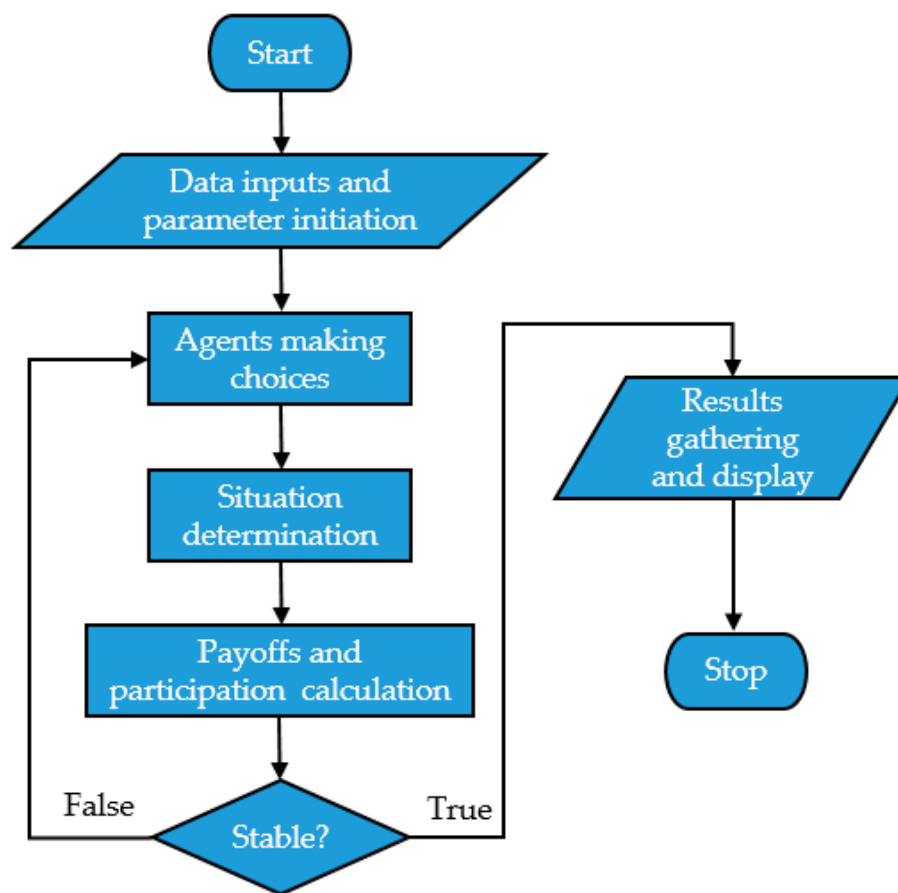 Start
Data inputs and
parameter initiation
Agents making
choices
Situation
determination
Payoffs and
participation calculation
Stable?
False
True
Results
gathering
and display
Stop